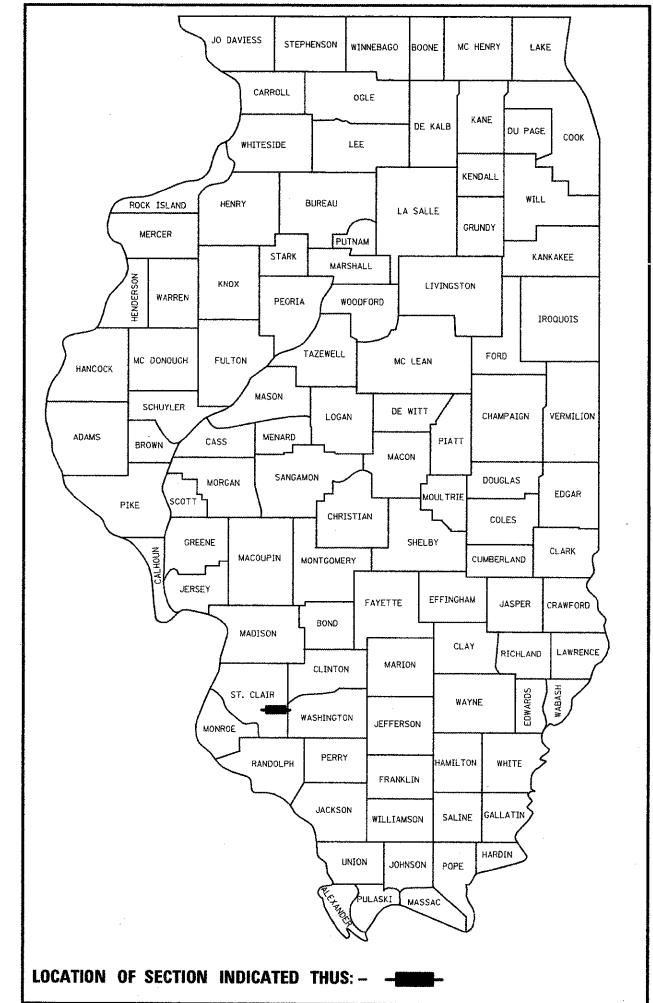 JO DAVIESS
STEPHENSON
WINNEBAGO
BOONE
MC HENRY
LAKE
CARROLL
OGLE
DE KALB
KANE
DU PAGE
COOK
WHITESIDE
LEE
KENDALL
WILL
ROCK ISLAND
HENRY
BUREAU
LA SALLE
GRUNDY
MERCER
PUTNAM
STARK
MARSHALL
KANKAKEE
HENDERSON
WARREN
KNOX
PEORIA
WOODFORD
LIVINGSTON
IROQUOIS
HANCOCK
MC DONOUGH
FULTON
TAZEWELL
MC LEAN
FORD
SCHUYLER
MASON
LOGAN
DE WITT
CHAMPAIGN
VERMILION
ADAMS
BROWN
CASS
MENARD
MACON
PIATT
PIKE
SCOTT
MORGAN
SANGAMON
CHRISTIAN
MOULTRIE
DOUGLAS
EDGAR
COLES
SHELBY
CUMBERLAND
CLARK
CALHOUN
GREENE
MACOUPIN
MONTGOMERY
JERSEY
FAYETTE
EFFINGHAM
JASPER
CRAWFORD
MADISON
BOND
CLAY
RICHLAND
LAWRENCE
CLINTON
MARION
ST. CLAIR
WAYNE
EDWARDS
WABASH
WASHINGTON
JEFFERSON
MONROE
RANDOLPH
PERRY
HAMILTON
WHITE
FRANKLIN
JACKSON
WILLIAMSON
SALINE
GALLATIN
UNION
JOHNSON
POPE
HARDIN
ALEXANDER
PULASKI
MASSAC
LOCATION OF SECTION INDICATED THUS: -